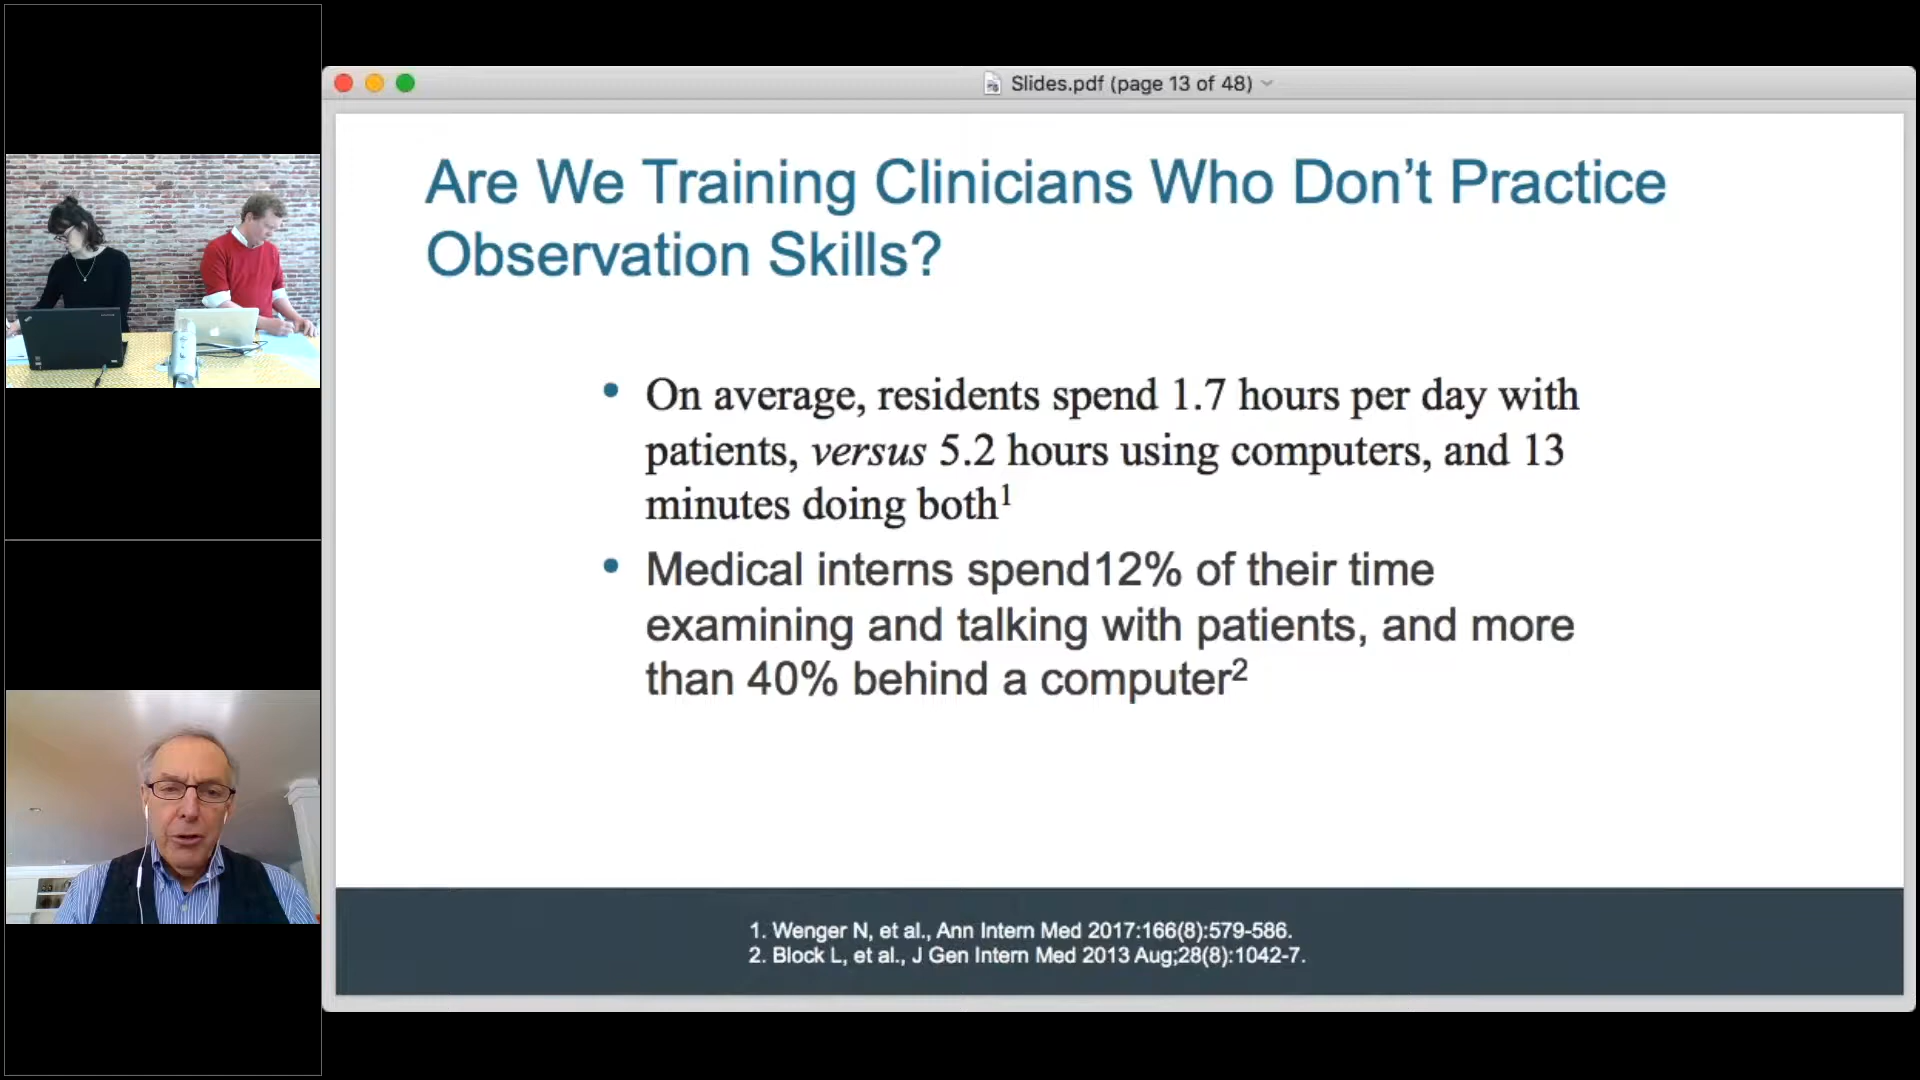 Slides.pdf (page 13 of 48)
Are We Training Clinicians Who Don’t Practice
Observation Skills?
• On average, residents spend 1.7 hours per day with
patients, versus 5.2 hours using computers, and 13
minutes doing both1
• Medical interns spend12% of their time
examining and talking with patients, and more
than 40% behind a computer2
1. Wenger N, et al., Ann Intern Med 2017:166(8):579-586.
2. Block L, et al., J Gen Intern Med 2013 Aug;28(8):1042-7.